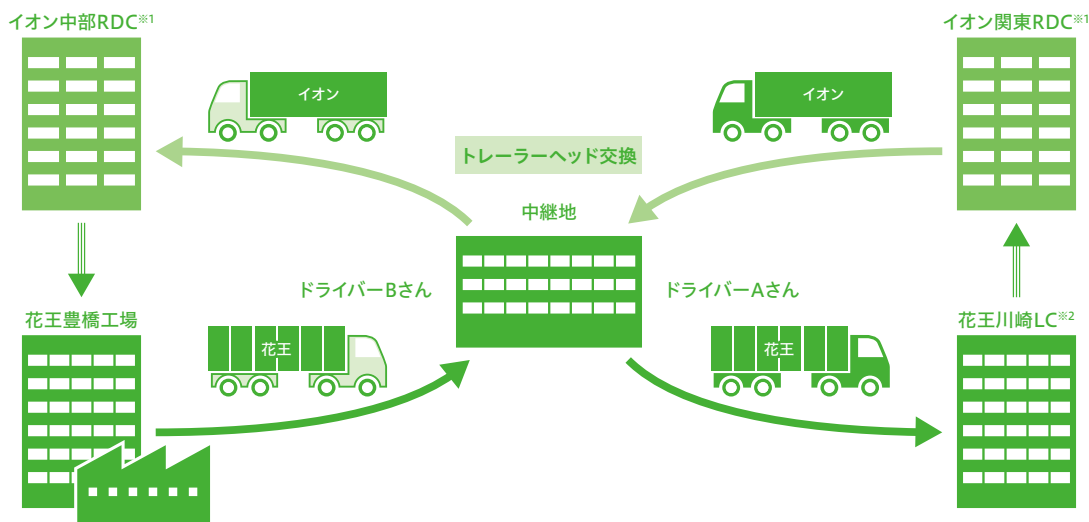 イオン中部RDC※1
イオン関東RDC※1
イオン
イオン
トレーラーヘッド交換
中継地
ドライバーBさん
ドライバーAさん
花王豊橋工場
花王川崎LC※2
花王
花王